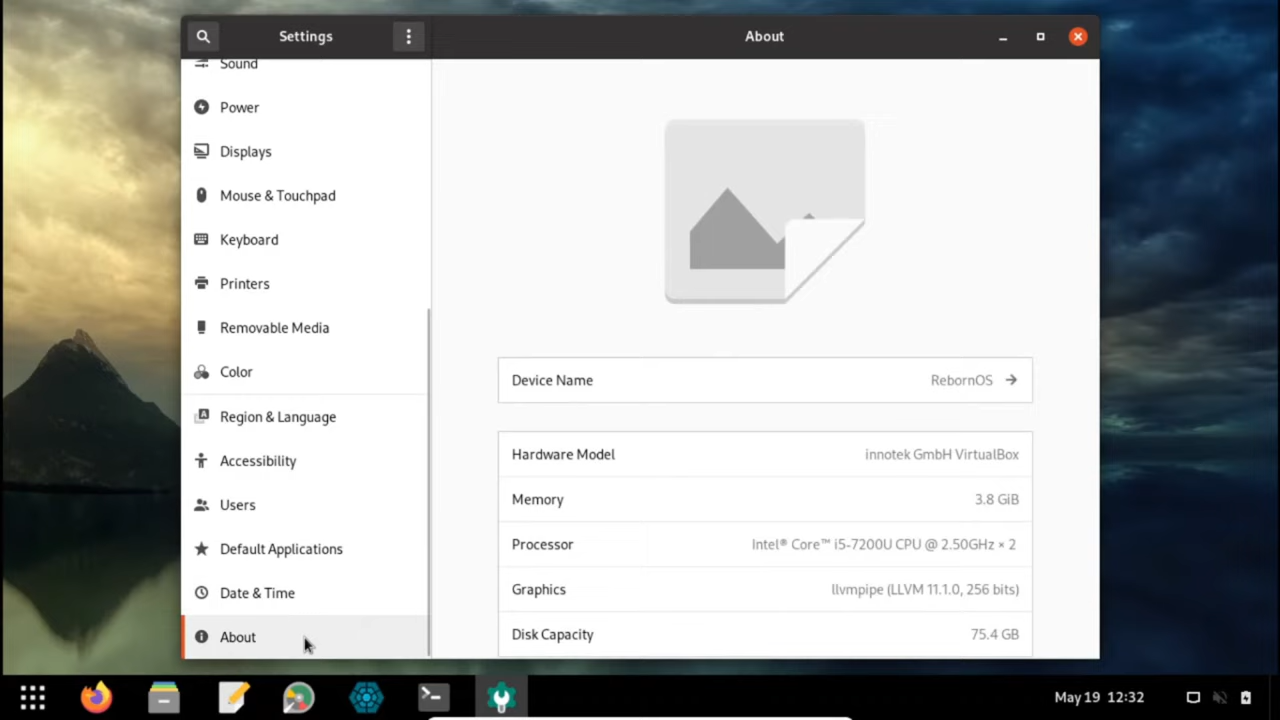 Settings
About
Sound
Power
Displays
Mouse & Touchpad
Keyboard
Printers
Removable Media
Color
Region & Language
Accessibility
Users
Default Applications
Date & Time
About
Device Name RebornOS
Hardware Model innotek GmbH VirtualBox
Memory 3.8 GiB
Processor Intel® Core™ i5-7200U CPU @ 2.50GHz × 2
Graphics llvmpipe (LLVM 11.1.0, 256 bits)
Disk Capacity 75.4 GB
May 19 12:32